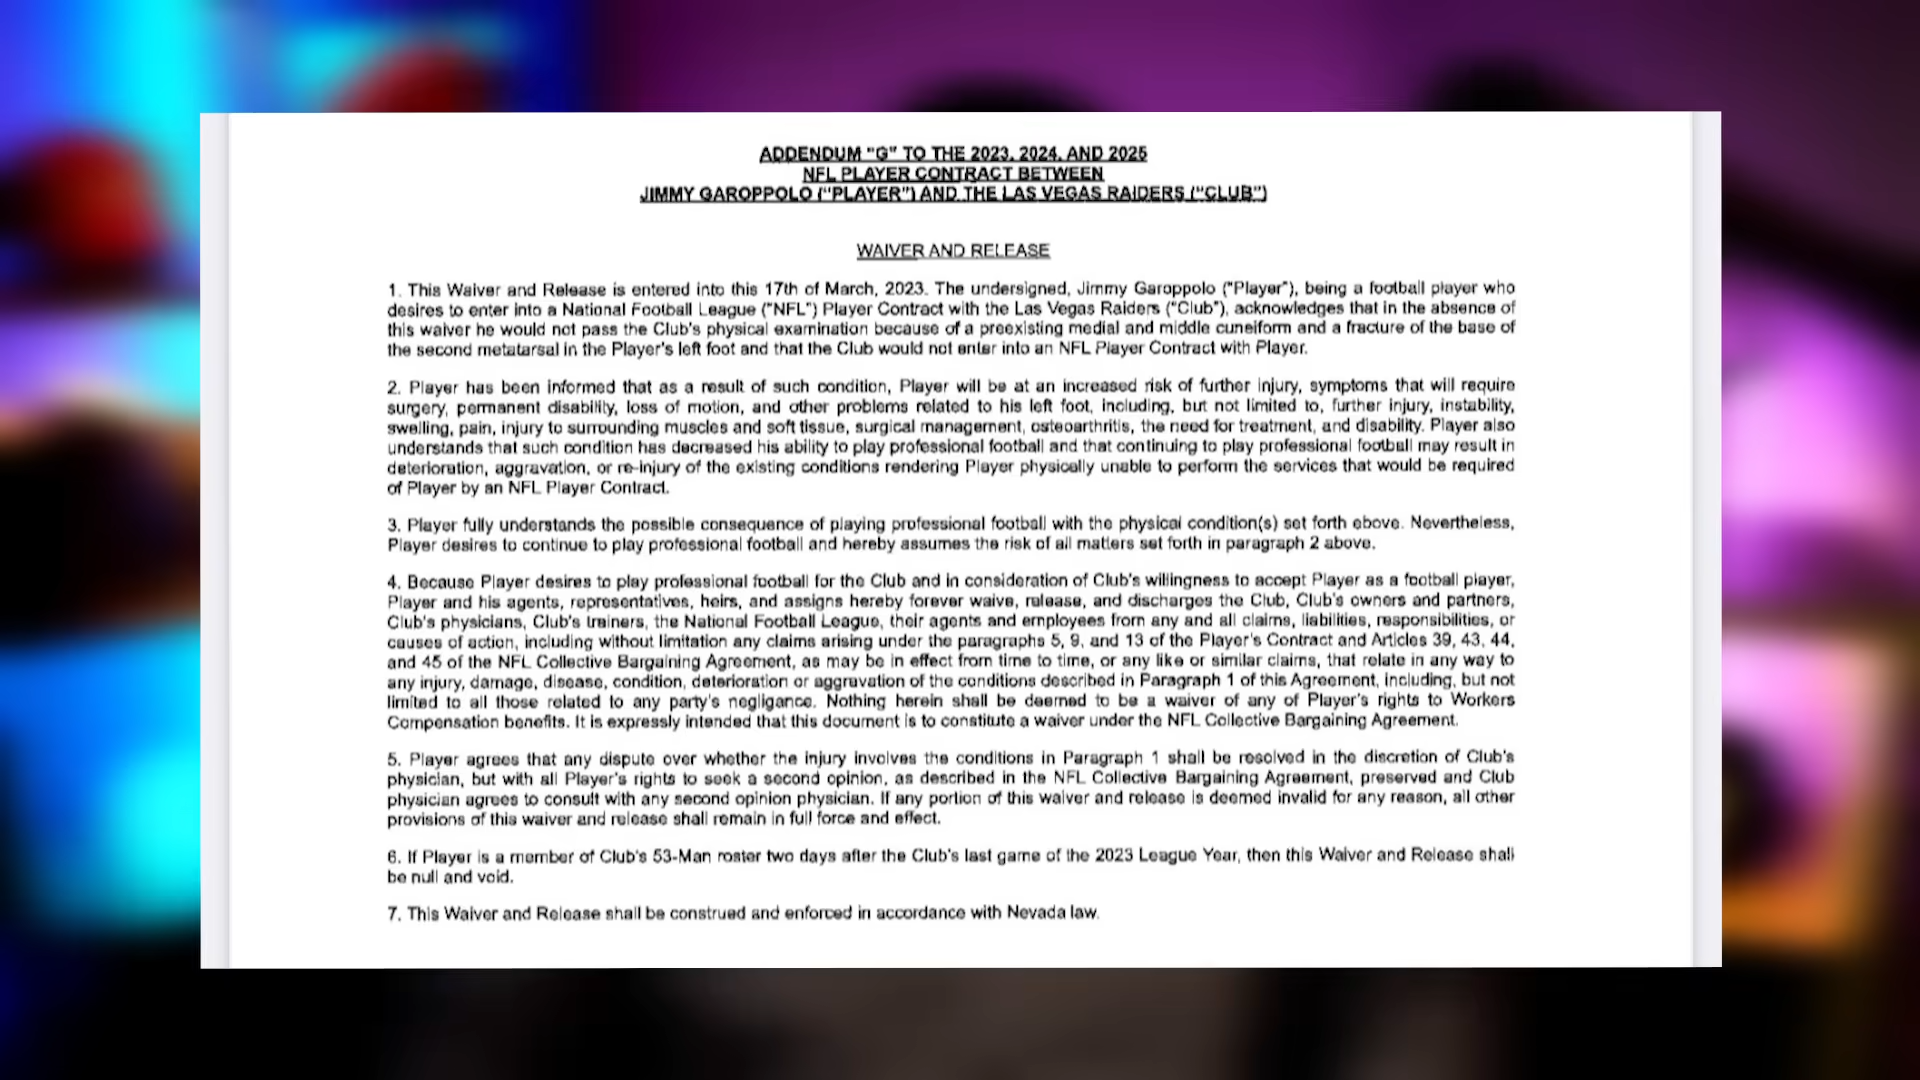 ADDENDUM "G" TO THE 2023, 2024, AND 2025
NFL PLAYER CONTRACT BETWEEN
JIMMY GAROPPOLO ("PLAYER") AND THE LAS VEGAS RAIDERS ("CLUB")
WAIVER AND RELEASE
1. This Waiver and Release is entered into this 17th of March, 2023. The undersigned, Jimmy Garoppolo ("Player"), being a football player who
desires to enter into a National Football League ("NFL") Player Contract with the Las Vegas Raiders ("Club"), acknowledges that in the absence of
this waiver he would not pass the Club's physical examination because of a preexisting medial and middle cuneiform and a fracture of the base of
the second metatarsal in the Player's left foot and that the Club would not enter into an NFL Player Contract with Player.
2. Player has been informed that as a result of such condition, Player will be at an increased risk of further injury, symptoms that will require
surgery, permanent disability, loss of motion, and other problems related to his left foot, including, but not limited to, further injury, instability,
swelling, pain, injury to surrounding muscles and soft tissue, surgical management, osteoarthritis, the need for treatment, and disability. Player also
understands that such condition has decreased his ability to play professional football and that continuing to play professional football may result in
deterioration, aggravation, or re-injury of the existing conditions rendering Player physically unable to perform the services that would be required
of Player by an NFL Player Contract.
3. Player fully understands the possible consequence of playing professional football with the physical condition(s) set forth above. Nevertheless,
Player desires to continue to play professional football and hereby assumes the risk of all matters set forth in paragraph 2 above.
4. Because Player desires to play professional football for the Club and in consideration of Club's willingness to accept Player as a football player,
Player and his agents, representatives, heirs, and assigns hereby forever waive, release, and discharges the Club, Club's owners and partners,
Club's physicians, Club's trainers, the National Football League, their agents and employees from any and all claims, liabilities, responsibilities, or
causes of action, including without limitation any claims arising under the paragraphs 5, 9, and 13 of the Player's Contract and Articles 39, 43, 44,
and 45 of the NFL Collective Bargaining Agreement, as may be in effect from time to time, or any like or similar claims, that relate in any way to
any injury, damage, disease, condition, deterioration or aggravation of the conditions described in Paragraph 1 of this Agreement, including, but not
limited to all those related to any party's negligance. Nothing herein shall be deemed to be a waiver of any of Player's rights to Workers
Compensation benefits. It is expressly intended that this document is to constitute a waiver under the NFL Collective Bargaining Agreement.
5. Player agrees that any dispute over whether the injury involves the conditions in Paragraph 1 shall be resolved in the discretion of Club's
physician, but with all Player's rights to seek a second opinion, as described in the NFL Collective Bargaining Agreement, preserved and Club
physician agrees to consult with any second opinion physician. If any portion of this waiver and release is deemed invalid for any reason, all other
provisions of this waiver and release shall remain in full force and effect.
6. If Player is a member of Club's 53-Man roster two days after the Club's last game of the 2023 League Year, then this Waiver and Release shall
be null and void.
7. This Waiver and Release shall be construed and enforced in accordance with Nevada law.